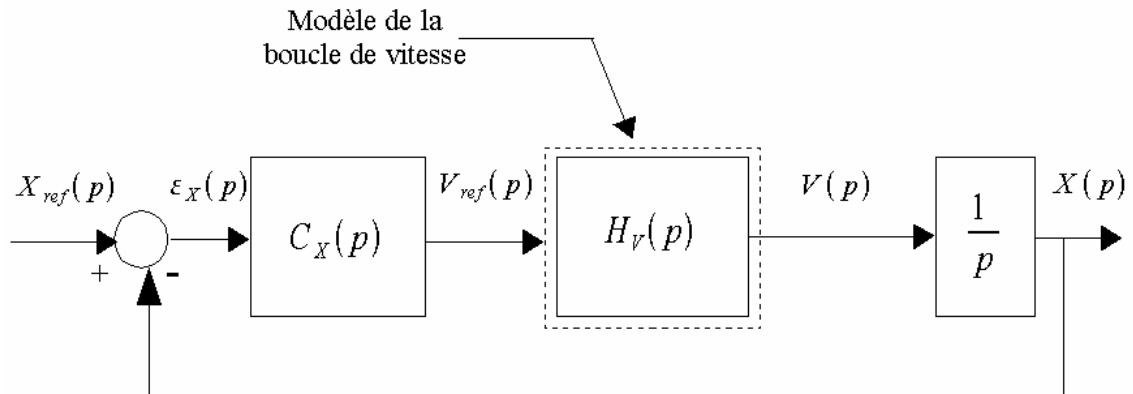 Modèle de la
boucle de vitesse
X_ref(p)
ε_X(p)
C_X(p)
V_ref(p)
H_V(p)
V(p)
1
p
X(p)
+
-